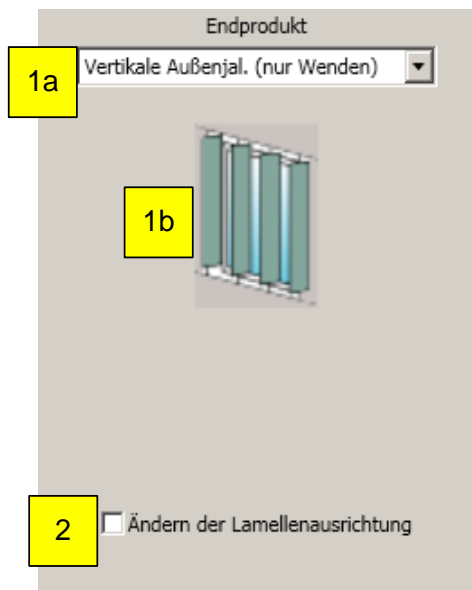 Endprodukt
1a
Vertikale Außenjal. (nur Wenden)
1b
2
Ändern der Lamellenausrichtung